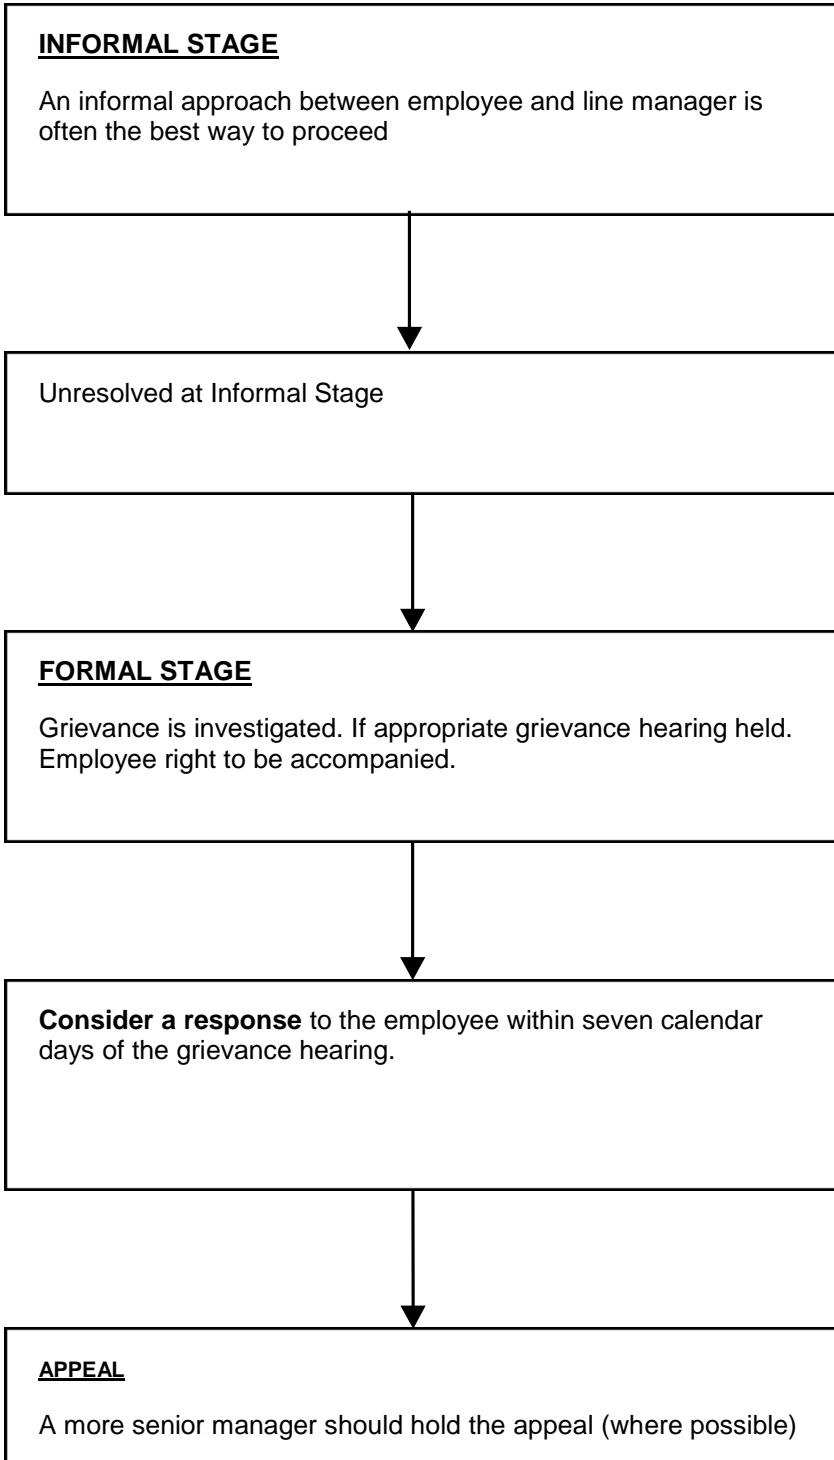 INFORMAL STAGE
An informal approach between employee and line manager is
often the best way to proceed
Unresolved at Informal Stage
FORMAL STAGE
Grievance is investigated. If appropriate grievance hearing held.
Employee right to be accompanied.
Consider a response to the employee within seven calendar
days of the grievance hearing.
APPEAL
A more senior manager should hold the appeal (where possible)